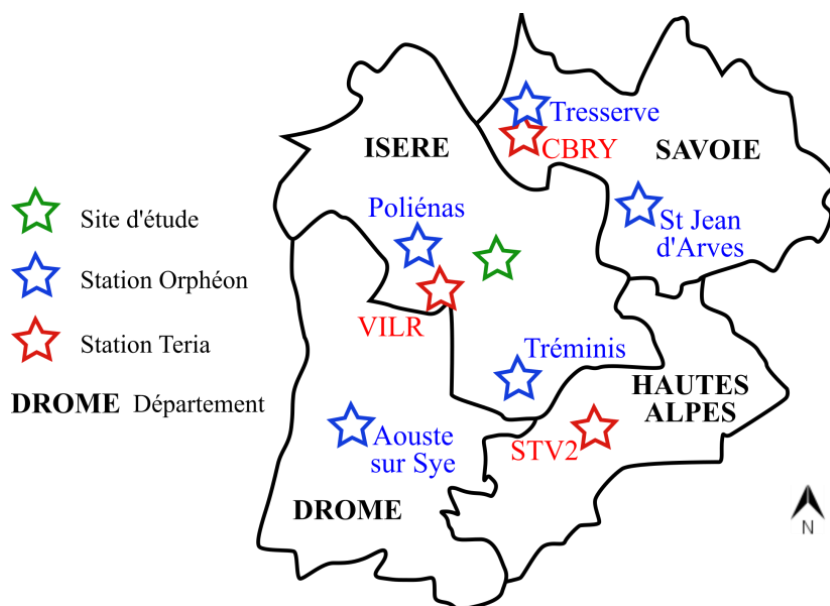 Tresserve
CBRY
ISERE
SAVOIE
Poliénas
St Jean
d'Arves
Site d'étude
Station Orphéon
Station Teria
VILR
Tréminis
HAUTES
ALPES
DROME Département
Aouste
sur Sye
STV2
DROME
N